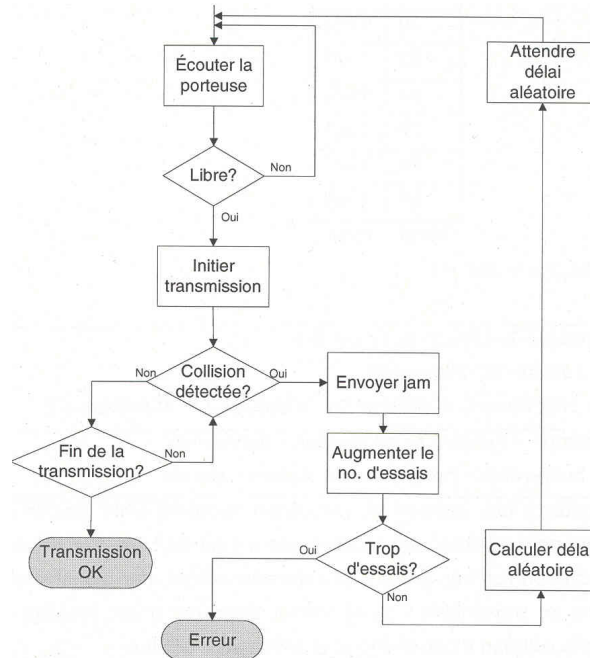 Écouter la
porteuse
Attendre
délai
aléatoire
Libre?
Non
Oui
Initier
transmission
Non
Collision
détectée?
Oui
Envoyer jam
Fin de la
transmission?
Non
Augmenter le
no. d'essais
Transmission
OK
Oui
Trop
d'essais?
Non
Calculer délai
aléatoire
Erreur